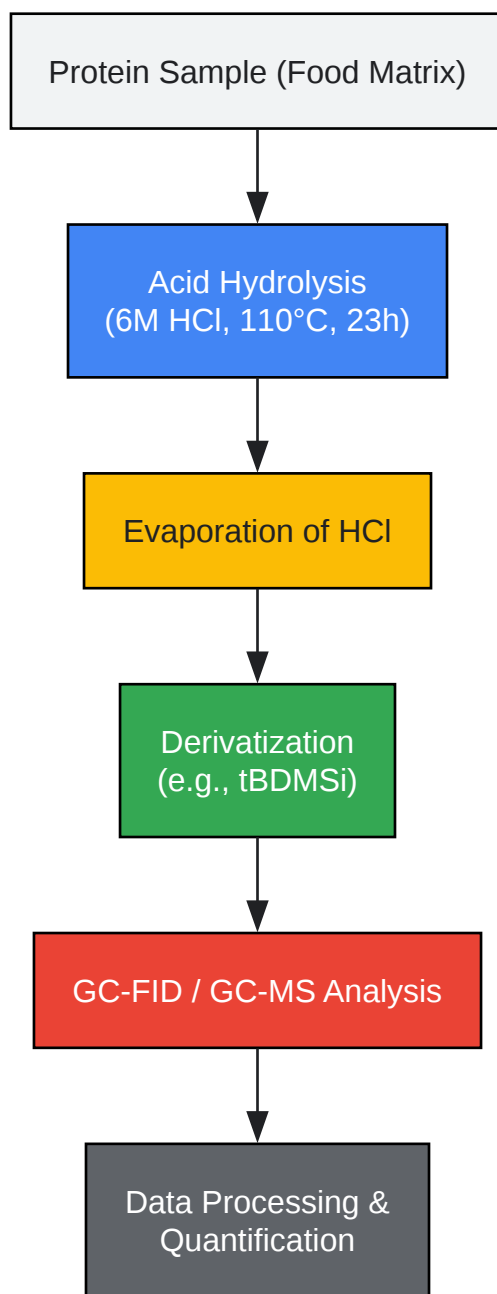 Protein Sample (Food Matrix)
Acid Hydrolysis
(6M HCl, 110°C, 23h)
Evaporation of HCl
Derivatization
(e.g., tBDMSi)
GC-FID / GC-MS Analysis
Data Processing &
Quantification